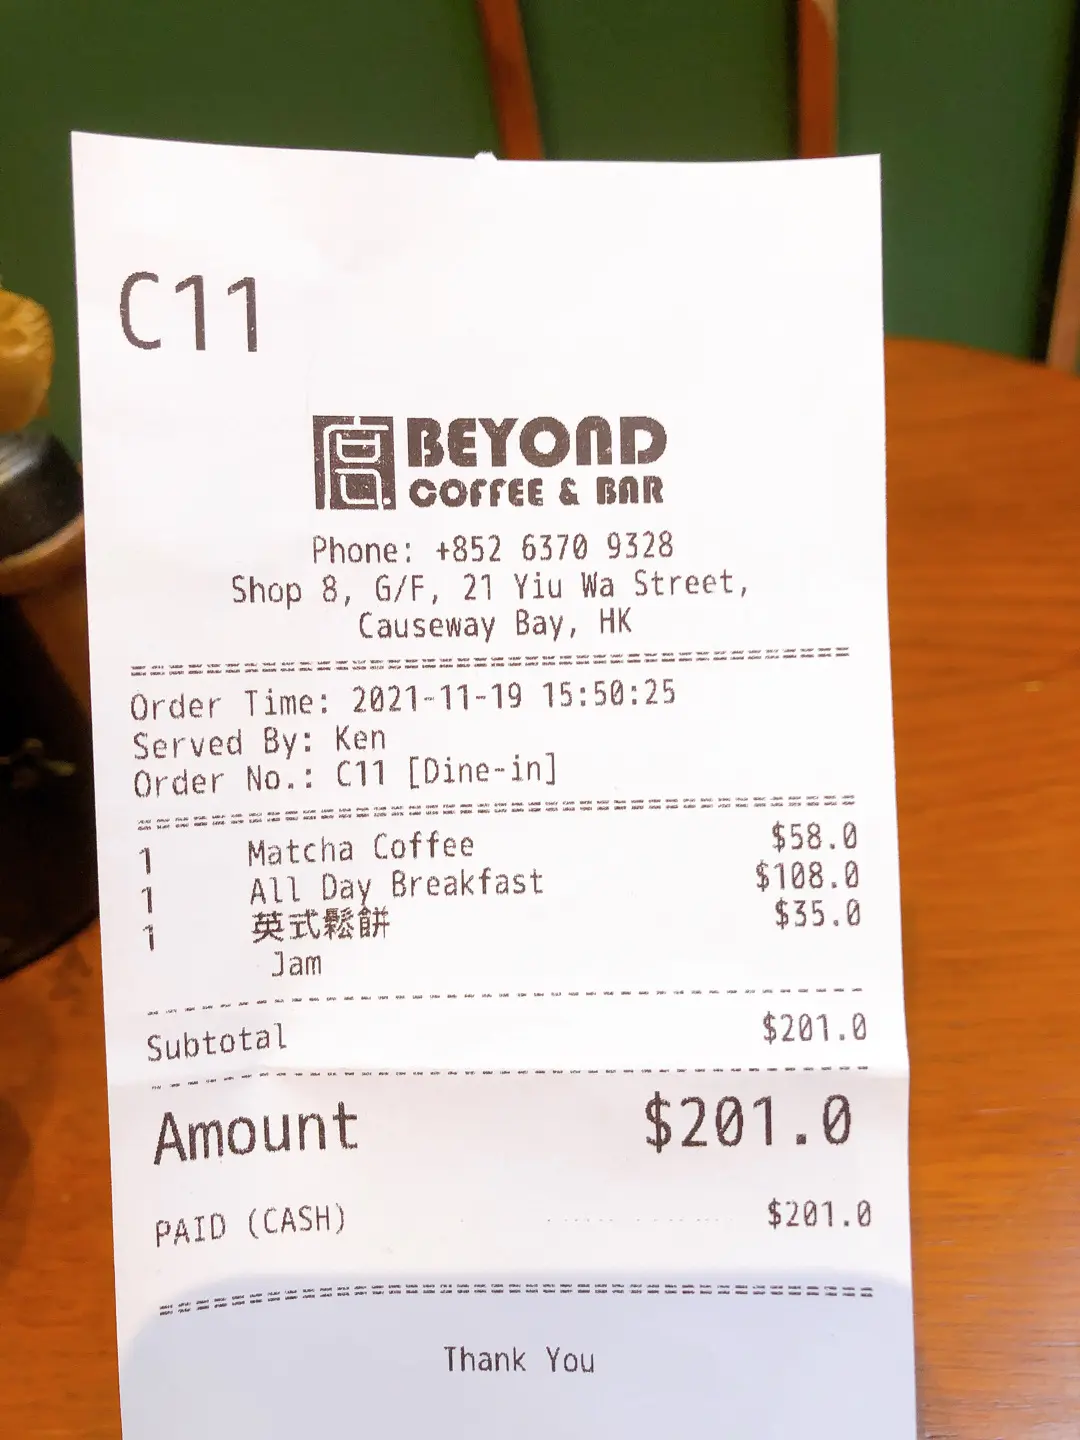 C11
BEYOND
COFFEE & BAR
Phone: +852 6370 9328
Shop 8, G/F, 21 Yiu Wa Street,
Causeway Bay, HK
Order Time: 2021-11-19 15:50:25
Served By: Ken
Order No.: C11 [Dine-in]
1 Matcha Coffee $58.0
1 All Day Breakfast $108.0
1 英式鬆餅 $35.0
Jam
Subtotal $201.0
Amount $201.0
PAID (CASH) $201.0
Thank You